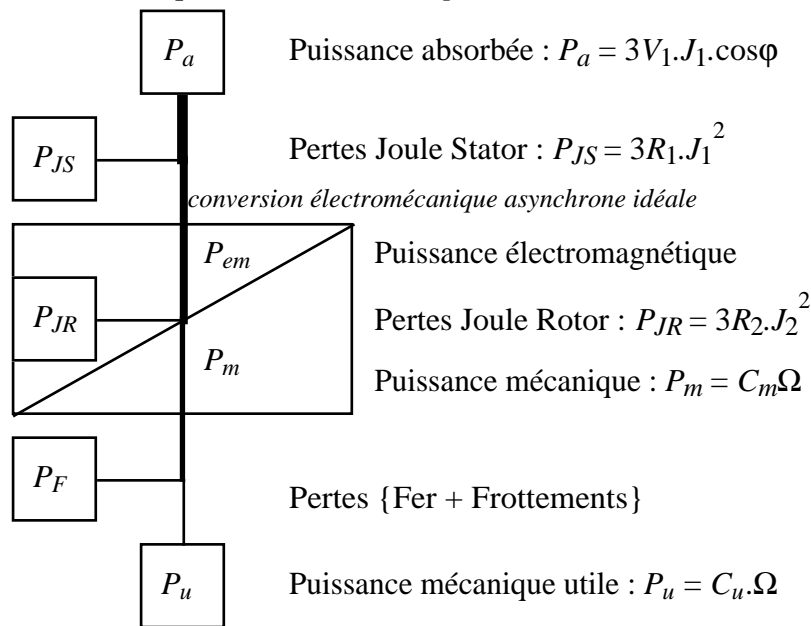 P_a Puissance absorbée : P_a = 3V_1.J_1.cosφ
P_JS Pertes Joule Stator : P_JS = 3R_1.J_1^2
conversion électromécanique asynchrone idéale
P_em Puissance électromagnétique
P_JR Pertes Joule Rotor : P_JR = 3R_2.J_2^2
P_m Puissance mécanique : P_m = C_mΩ
P_F Pertes {Fer + Frottements}
P_u Puissance mécanique utile : P_u = C_u.Ω